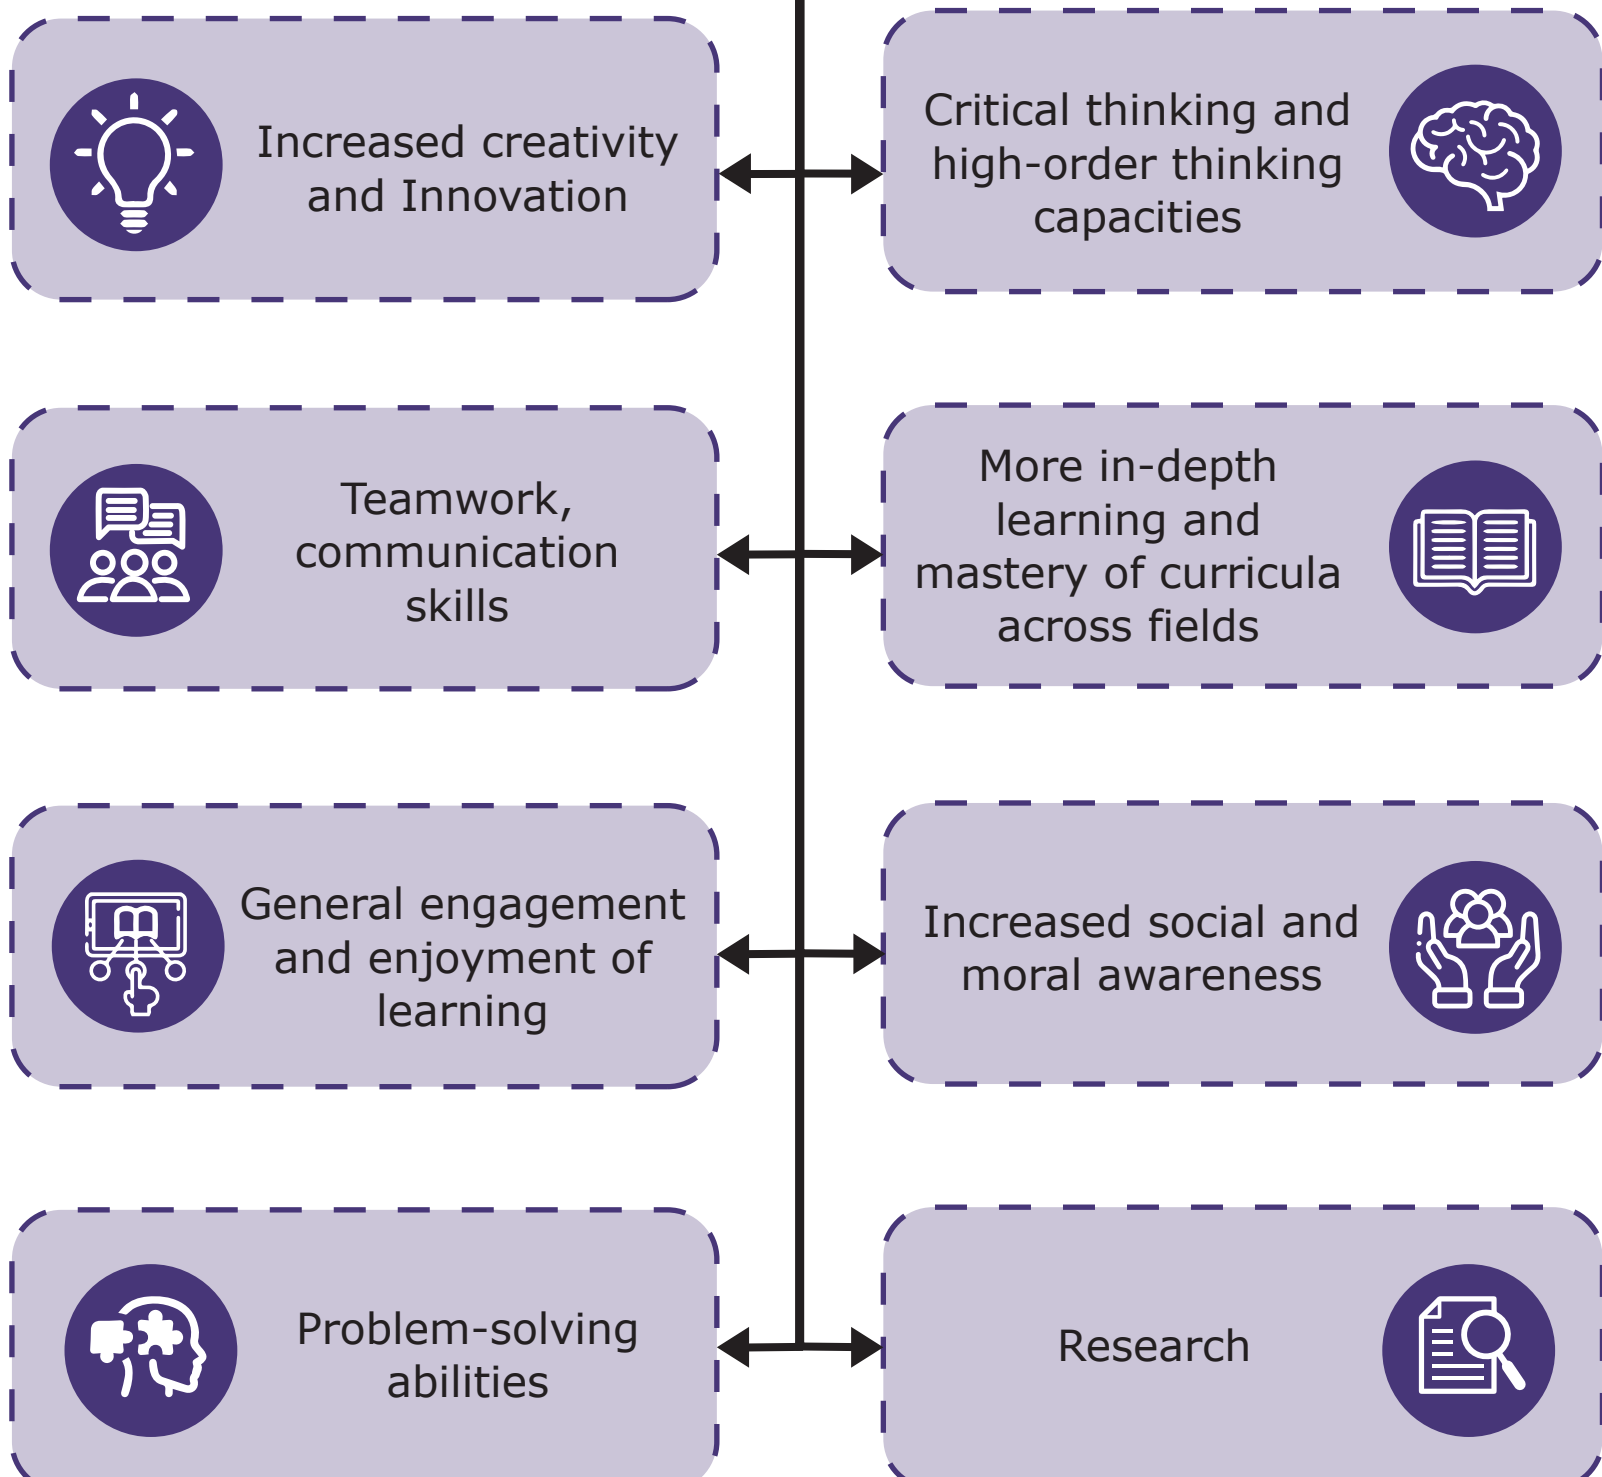 Increased creativity
and Innovation
Critical thinking and
high-order thinking
capacities
Teamwork,
communication
skills
More in-depth
learning and
mastery of curricula
across fields
General engagement
and enjoyment of
learning
Increased social and
moral awareness
Problem-solving
abilities
Research